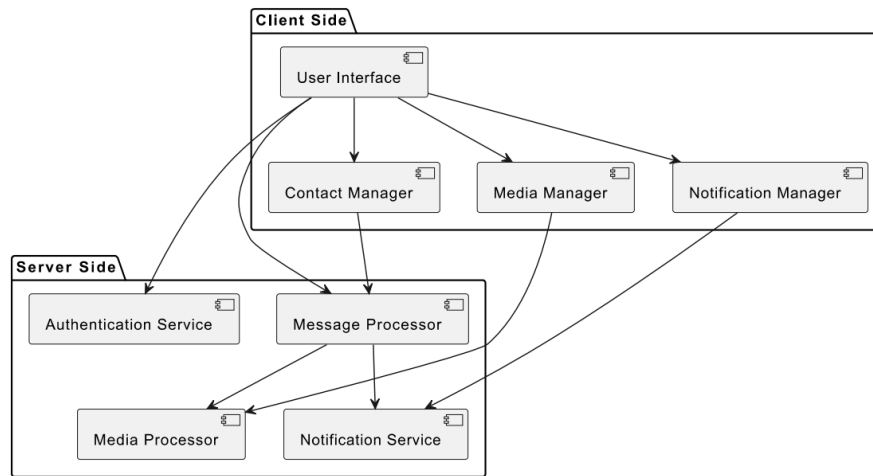 Client Side
User Interface
Contact Manager
Media Manager
Notification Manager
Server Side
Authentication Service
Message Processor
Media Processor
Notification Service